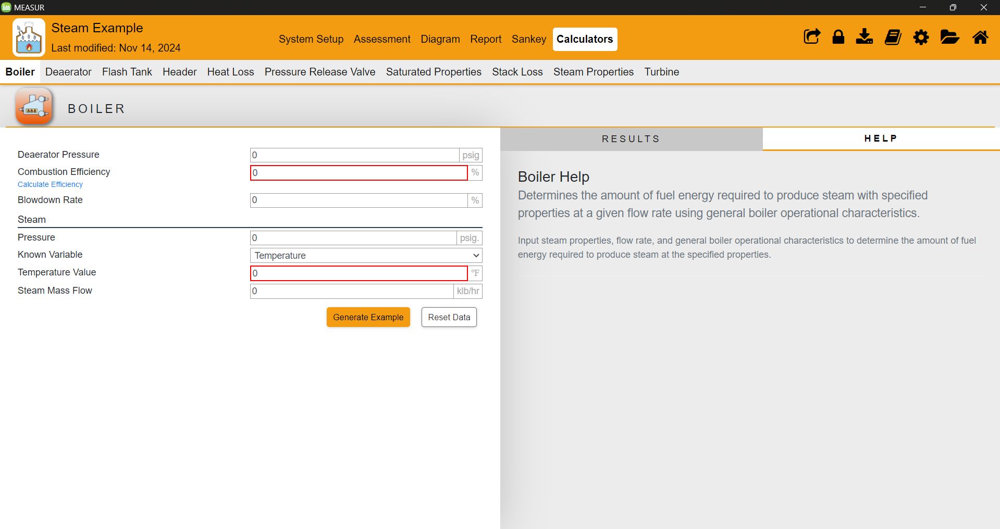 MEASUR
Steam Example
Last modified: Nov 14, 2024
System Setup Assessment Diagram Report Sankey Calculators
Boiler Deaerator Flash Tank Header Heat Loss Pressure Release Valve Saturated Properties Stack Loss Steam Properties Turbine
BOILER
RESULTS HELP
Deaerator Pressure 0 psig
Combustion Efficiency 0 %
Calculate Efficiency
Blowdown Rate 0 %
Steam
Pressure 0 psig.
Known Variable Temperature
Temperature Value 0 °F
Steam Mass Flow 0 klb/hr
Generate Example Reset Data
Boiler Help
Determines the amount of fuel energy required to produce steam with specified
properties at a given flow rate using general boiler operational characteristics.
Input steam properties, flow rate, and general boiler operational characteristics to determine the amount of fuel
energy required to produce steam at the specified properties.